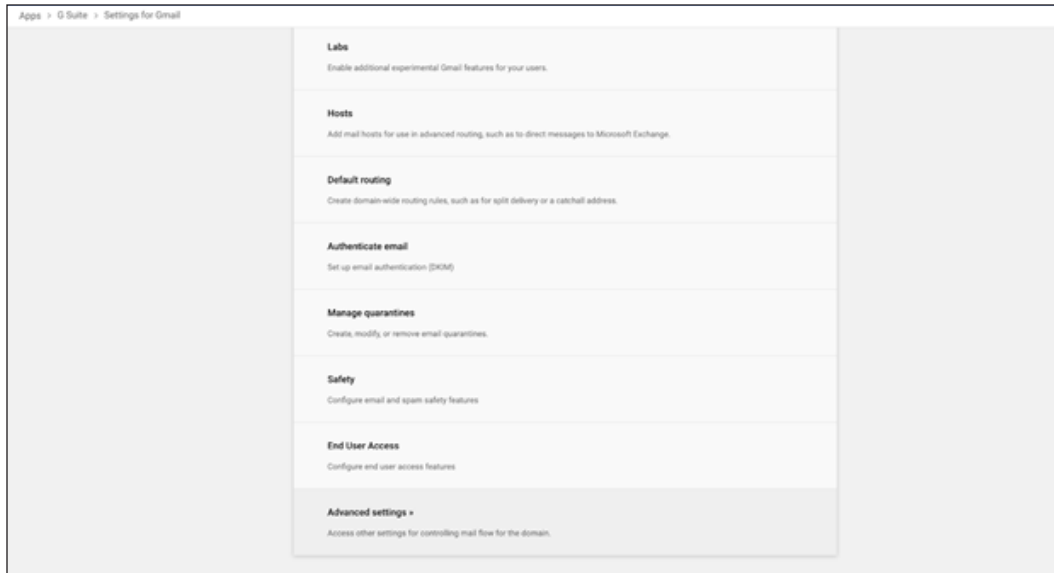 Apps > G Suite > Settings for Gmail
Labs
Enable additional experimental Gmail features for your users.
Hosts
Add mail hosts for use in advanced routing, such as to direct messages to Microsoft Exchange.
Default routing
Create domain-wide routing rules, such as for split delivery or a catchall address.
Authenticate email
Set up email authentication (DKIM)
Manage quarantines
Create, modify, or remove email quarantines.
Safety
Configure email and spam safety features
End User Access
Configure end user access features
Advanced settings »
Access other settings for controlling mail flow for the domain.